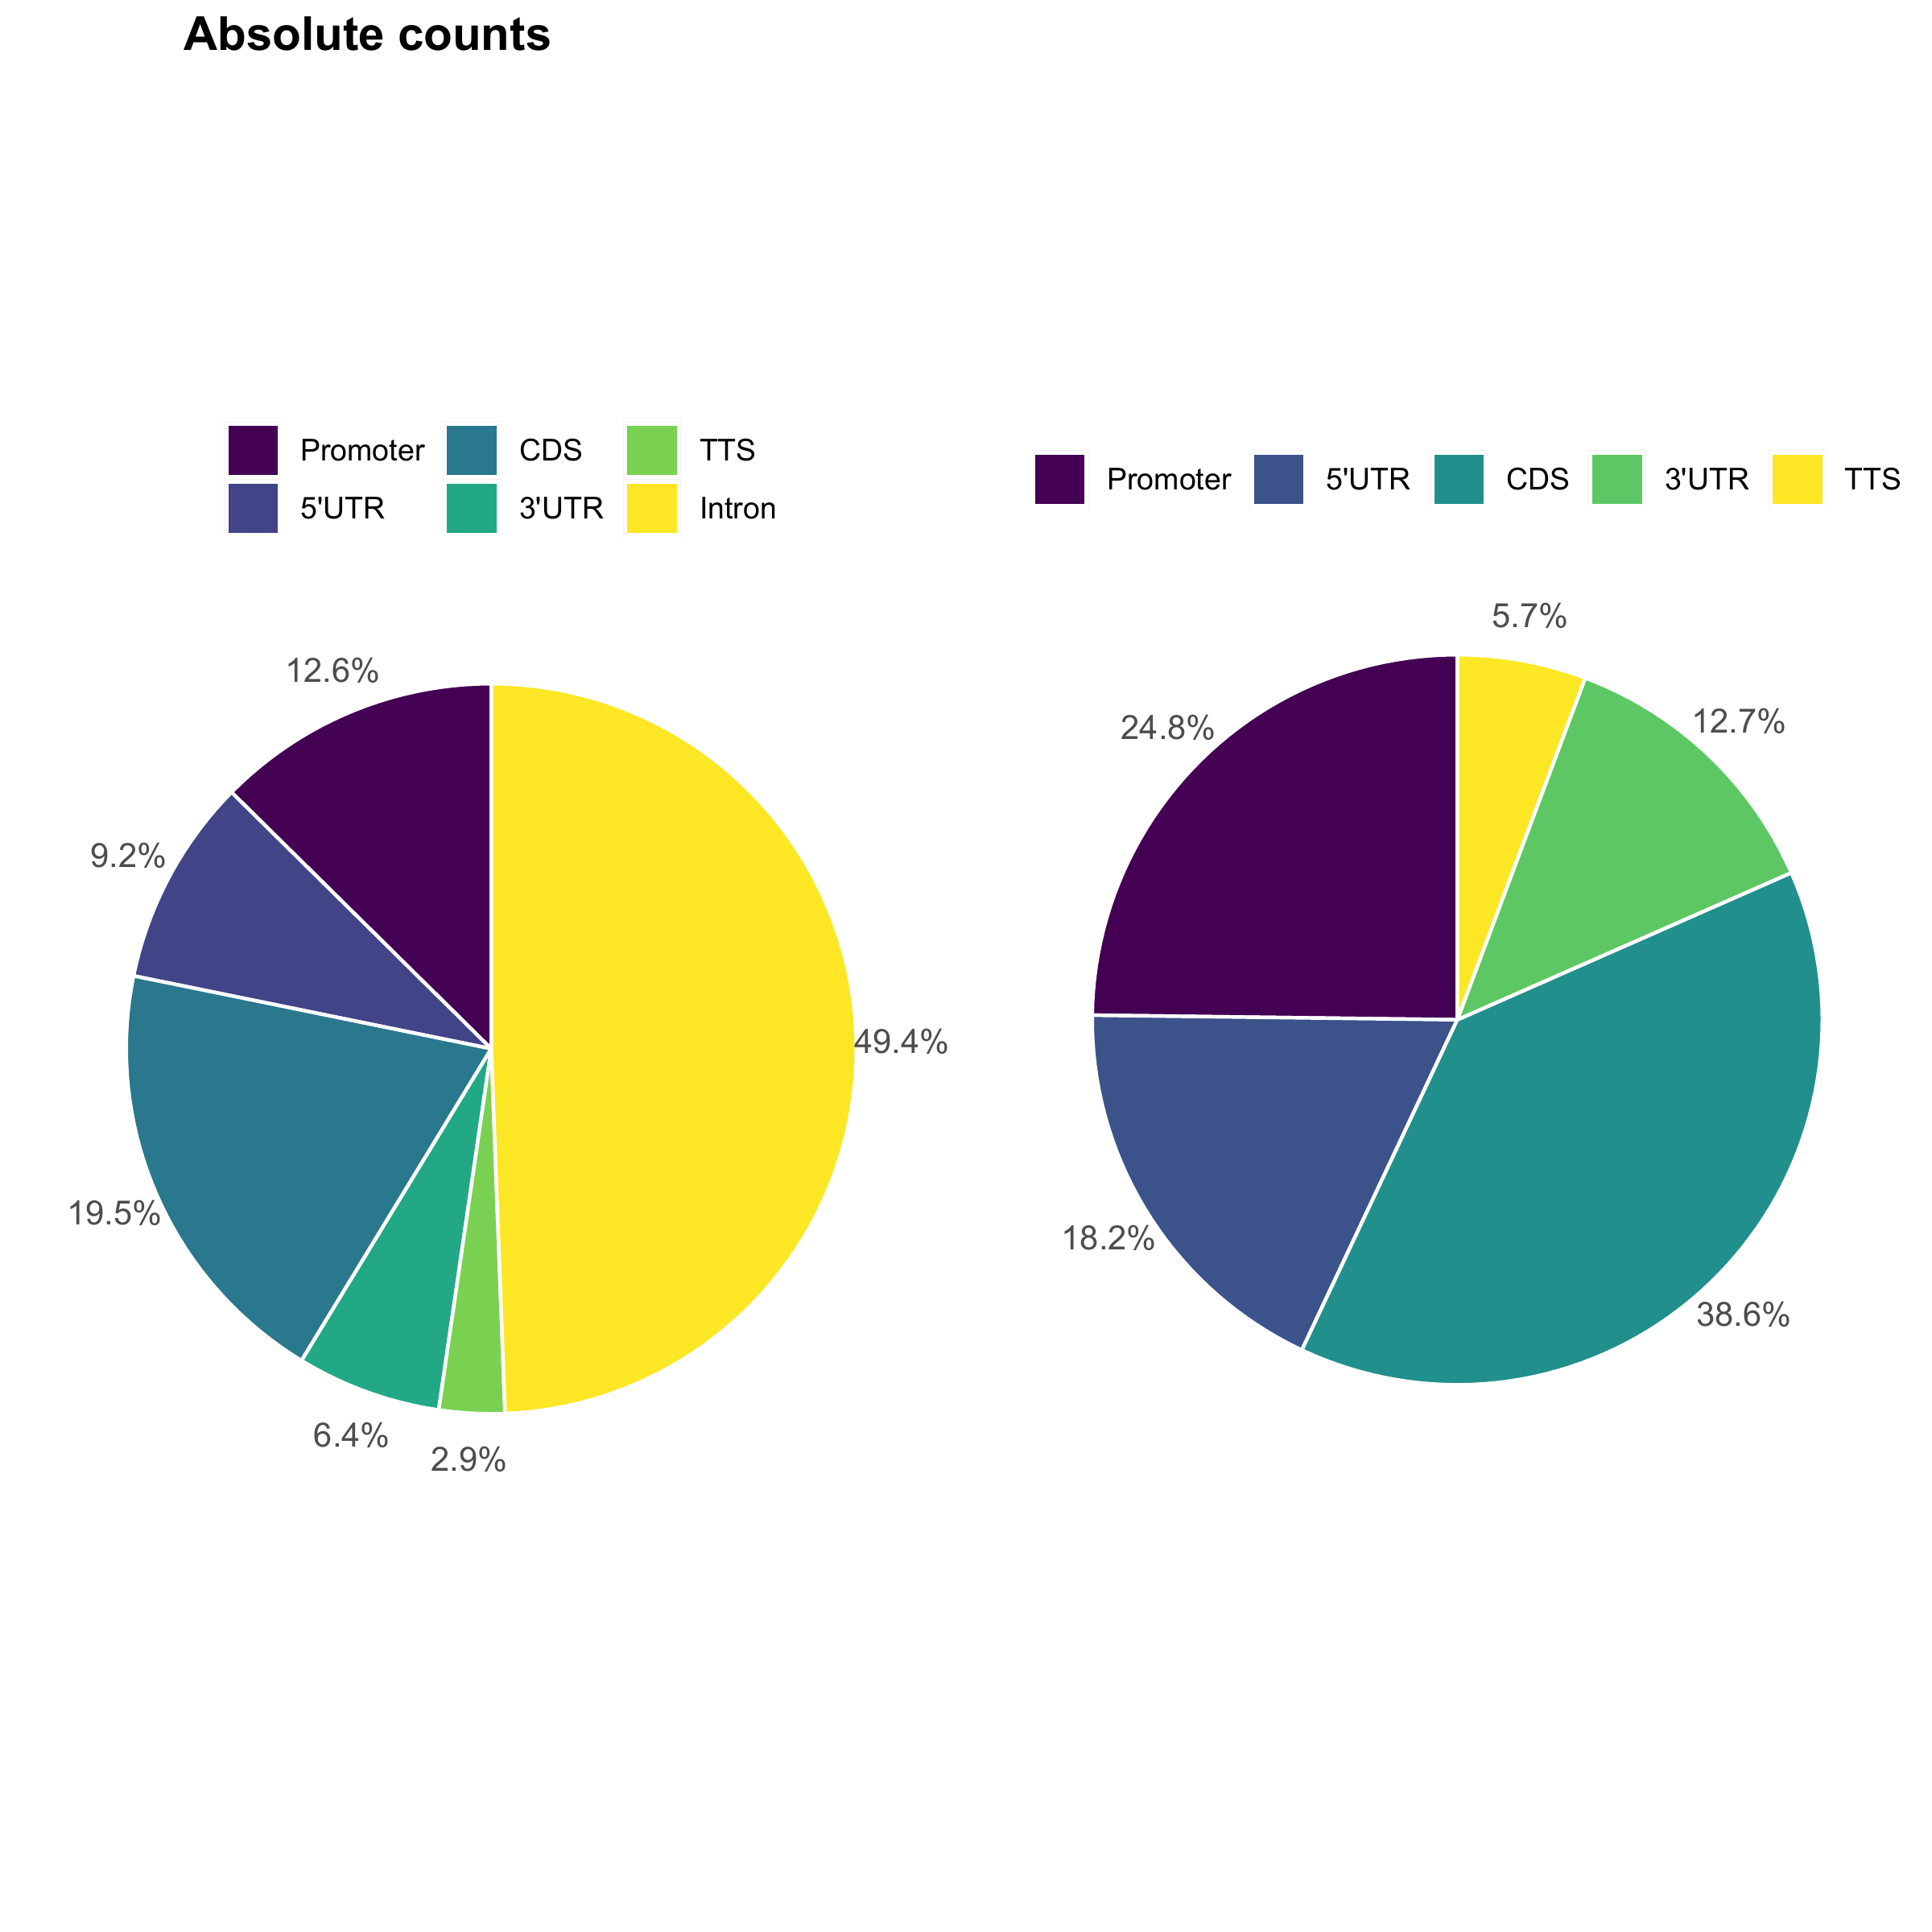 Absolute counts
Promoter CDS TTS
5'UTR 3'UTR Intron
12.6%
9.2%
49.4%
19.5%
6.4%
2.9%
Promoter 5'UTR CDS 3'UTR TTS
5.7%
24.8%
12.7%
18.2%
38.6%